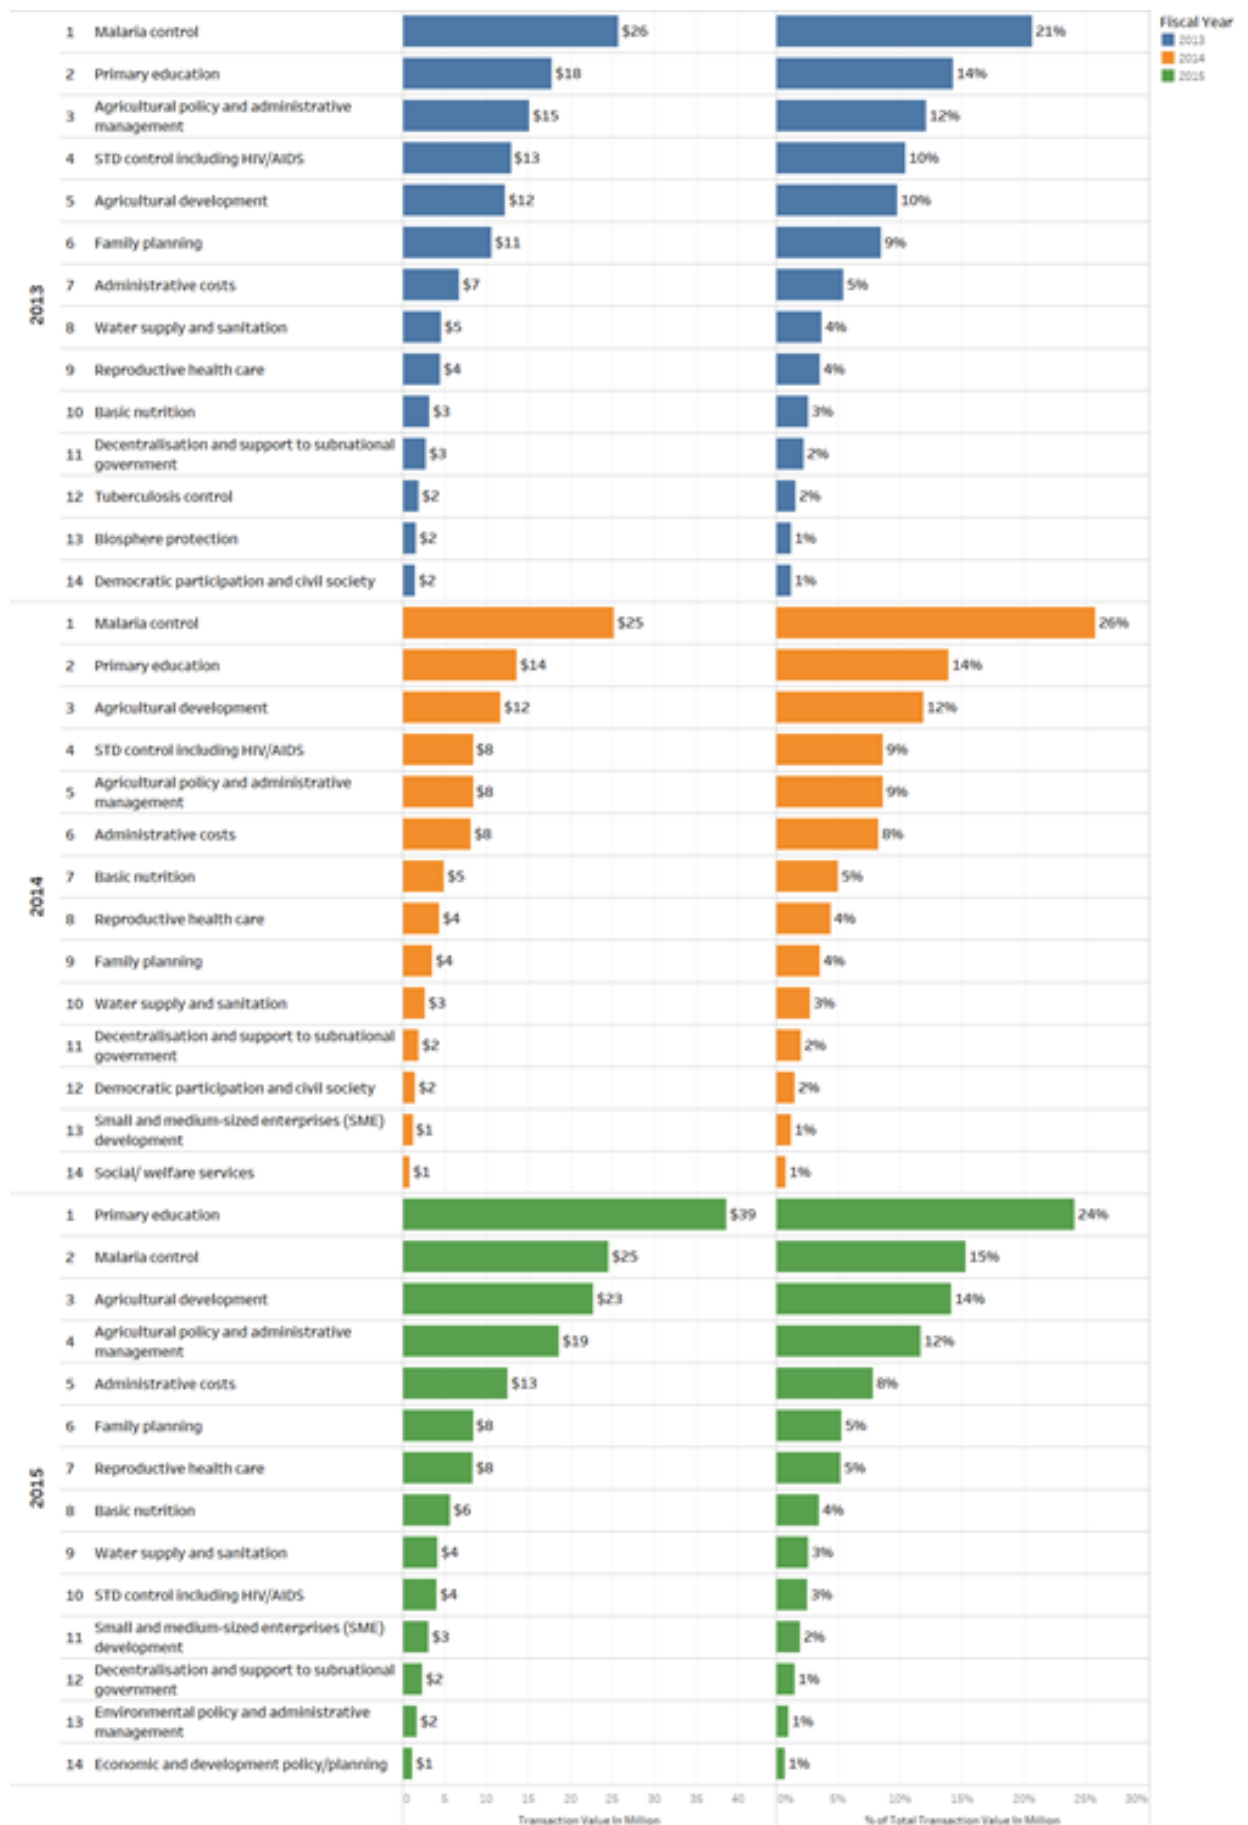 Fiscal Year
2013
2014
2015
2013
1 Malaria control $26 21%
2 Primary education $18 14%
3 Agricultural policy and administrative
management $15 12%
4 STD control including HIV/AIDS $13 10%
5 Agricultural development $12 10%
6 Family planning $11 9%
7 Administrative costs $7 5%
8 Water supply and sanitation $5 4%
9 Reproductive health care $4 4%
10 Basic nutrition $3 3%
11 Decentralisation and support to subnational
government $3 2%
12 Tuberculosis control $2 2%
13 Biosphere protection $2 1%
14 Democratic participation and civil society $2 1%
2014
1 Malaria control $25 26%
2 Primary education $14 14%
3 Agricultural development $12 12%
4 STD control including HIV/AIDS $8 9%
5 Agricultural policy and administrative
management $8 9%
6 Administrative costs $8 8%
7 Basic nutrition $5 5%
8 Reproductive health care $4 4%
9 Family planning $4 4%
10 Water supply and sanitation $3 3%
11 Decentralisation and support to subnational
government $2 2%
12 Democratic participation and civil society $2 2%
13 Small and medium-sized enterprises (SME)
development $1 1%
14 Social/ welfare services $1 1%
2015
1 Primary education $39 24%
2 Malaria control $25 15%
3 Agricultural development $23 14%
4 Agricultural policy and administrative
management $19 12%
5 Administrative costs $13 8%
6 Family planning $8 5%
7 Reproductive health care $8 5%
8 Basic nutrition $6 4%
9 Water supply and sanitation $4 3%
10 STD control including HIV/AIDS $4 3%
11 Small and medium-sized enterprises (SME)
development $3 2%
12 Decentralisation and support to subnational
government $2 1%
13 Environmental policy and administrative
management $2 1%
14 Economic and development policy/planning $1 1%
0 5 10 15 20 25 30 35 40 0% 5% 10% 15% 20% 25% 30%
Transaction Value In Million % of Total Transaction Value In Million